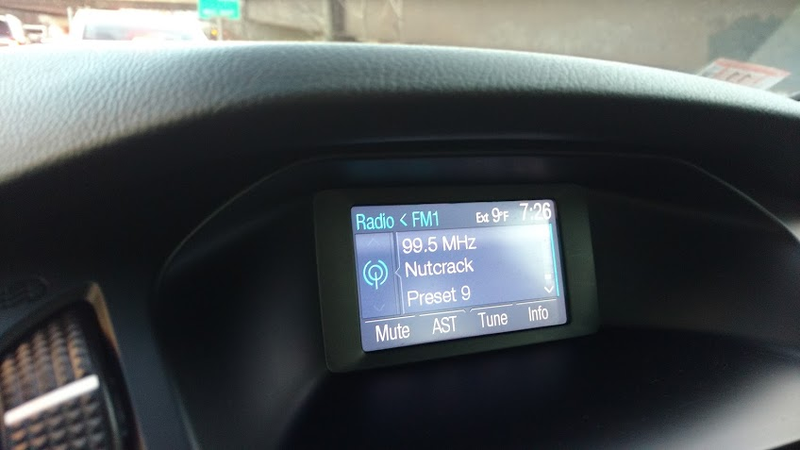 Radio < FM1 Ext 9°F 7:26
99.5 MHz
Nutcrack
Preset 9
Mute AST Tune Info